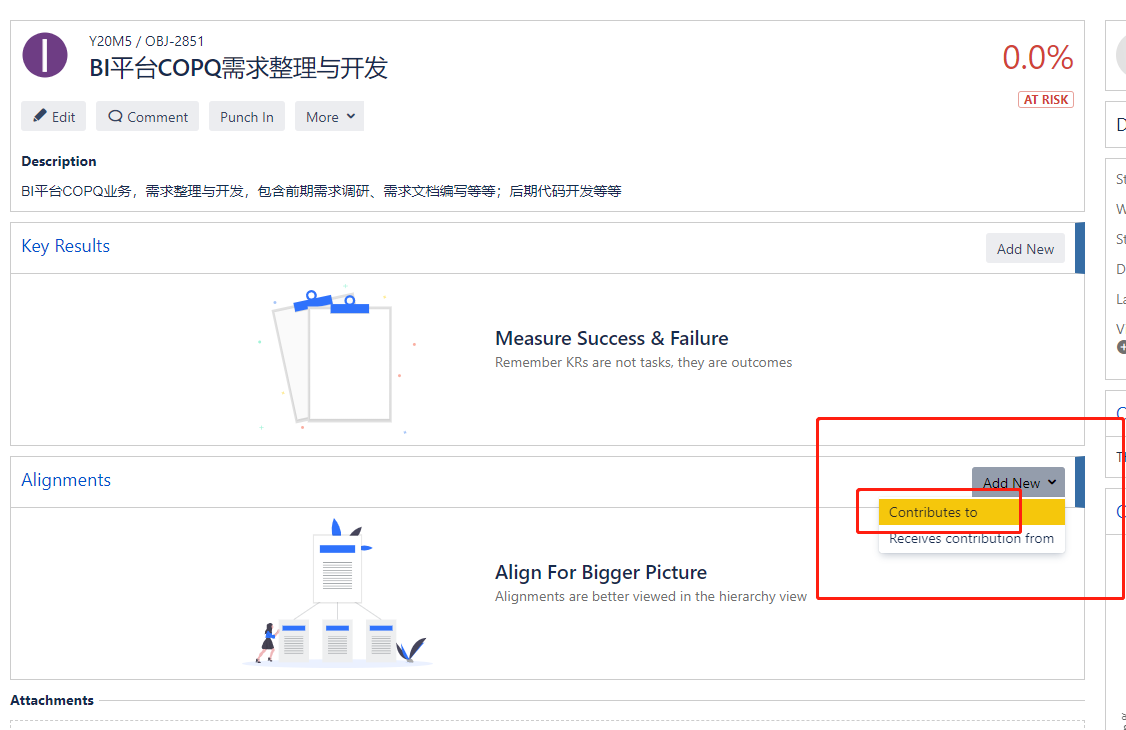 Y20M5 / OBJ-2851
BI平台COPQ需求整理与开发
0.0%
AT RISK
Edit
Comment
Punch In
More
Description
BI平台COPQ业务，需求整理与开发，包含前期需求调研、需求文档编写等等；后期代码开发等等
Key Results
Add New
Measure Success & Failure
Remember KRs are not tasks, they are outcomes
Alignments
Add New
Contributes to
Receives contribution from
Align For Bigger Picture
Alignments are better viewed in the hierarchy view
Attachments